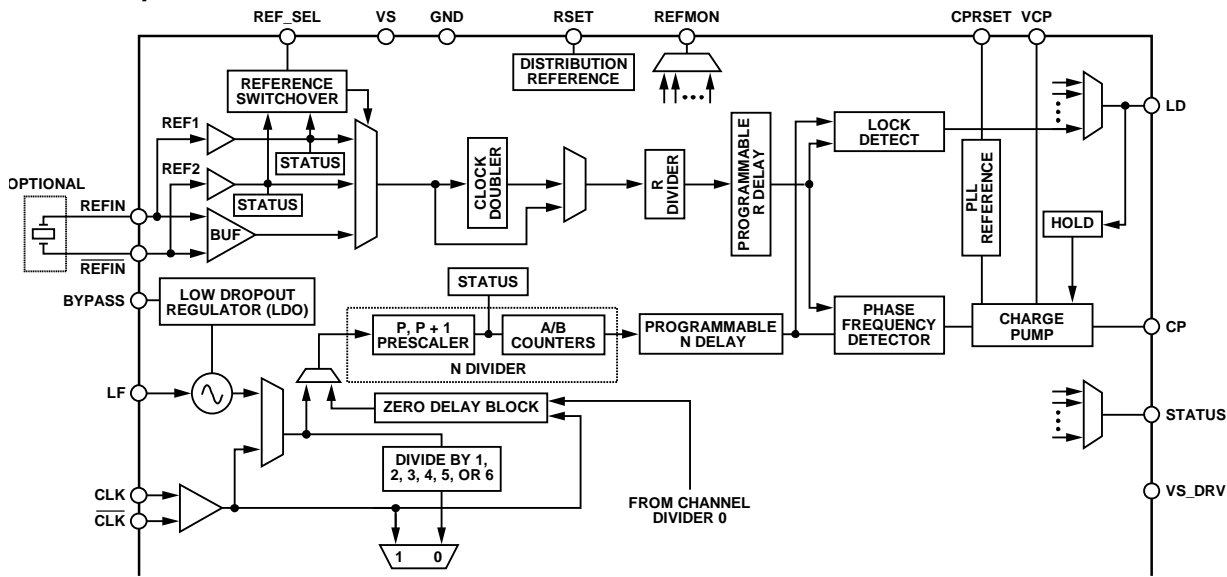 REF_SEL VS GND RSET REFMON CPRSET VCP
DISTRIBUTION
REFERENCE
REFERENCE
SWITCHOVER
REF1
STATUS
REF2
STATUS
BUF
OPTIONAL
REFIN
REFIN
CLOCK
DOUBLER
R
DIVIDER
PROGRAMMABLE
R DELAY
LOCK
DETECT
LD
PLL
REFERENCE
HOLD
BYPASS
LOW DROPOUT
REGULATOR (LDO)
STATUS
P, P + 1
PRESCALER
A/B
COUNTERS
N DIVIDER
PROGRAMMABLE
N DELAY
PHASE
FREQUENCY
DETECTOR
CHARGE
PUMP
CP
LF
ZERO DELAY BLOCK
STATUS
DIVIDE BY 1,
2, 3, 4, 5, OR 6
CLK
CLK
FROM CHANNEL
DIVIDER 0
VS_DRV
1 0